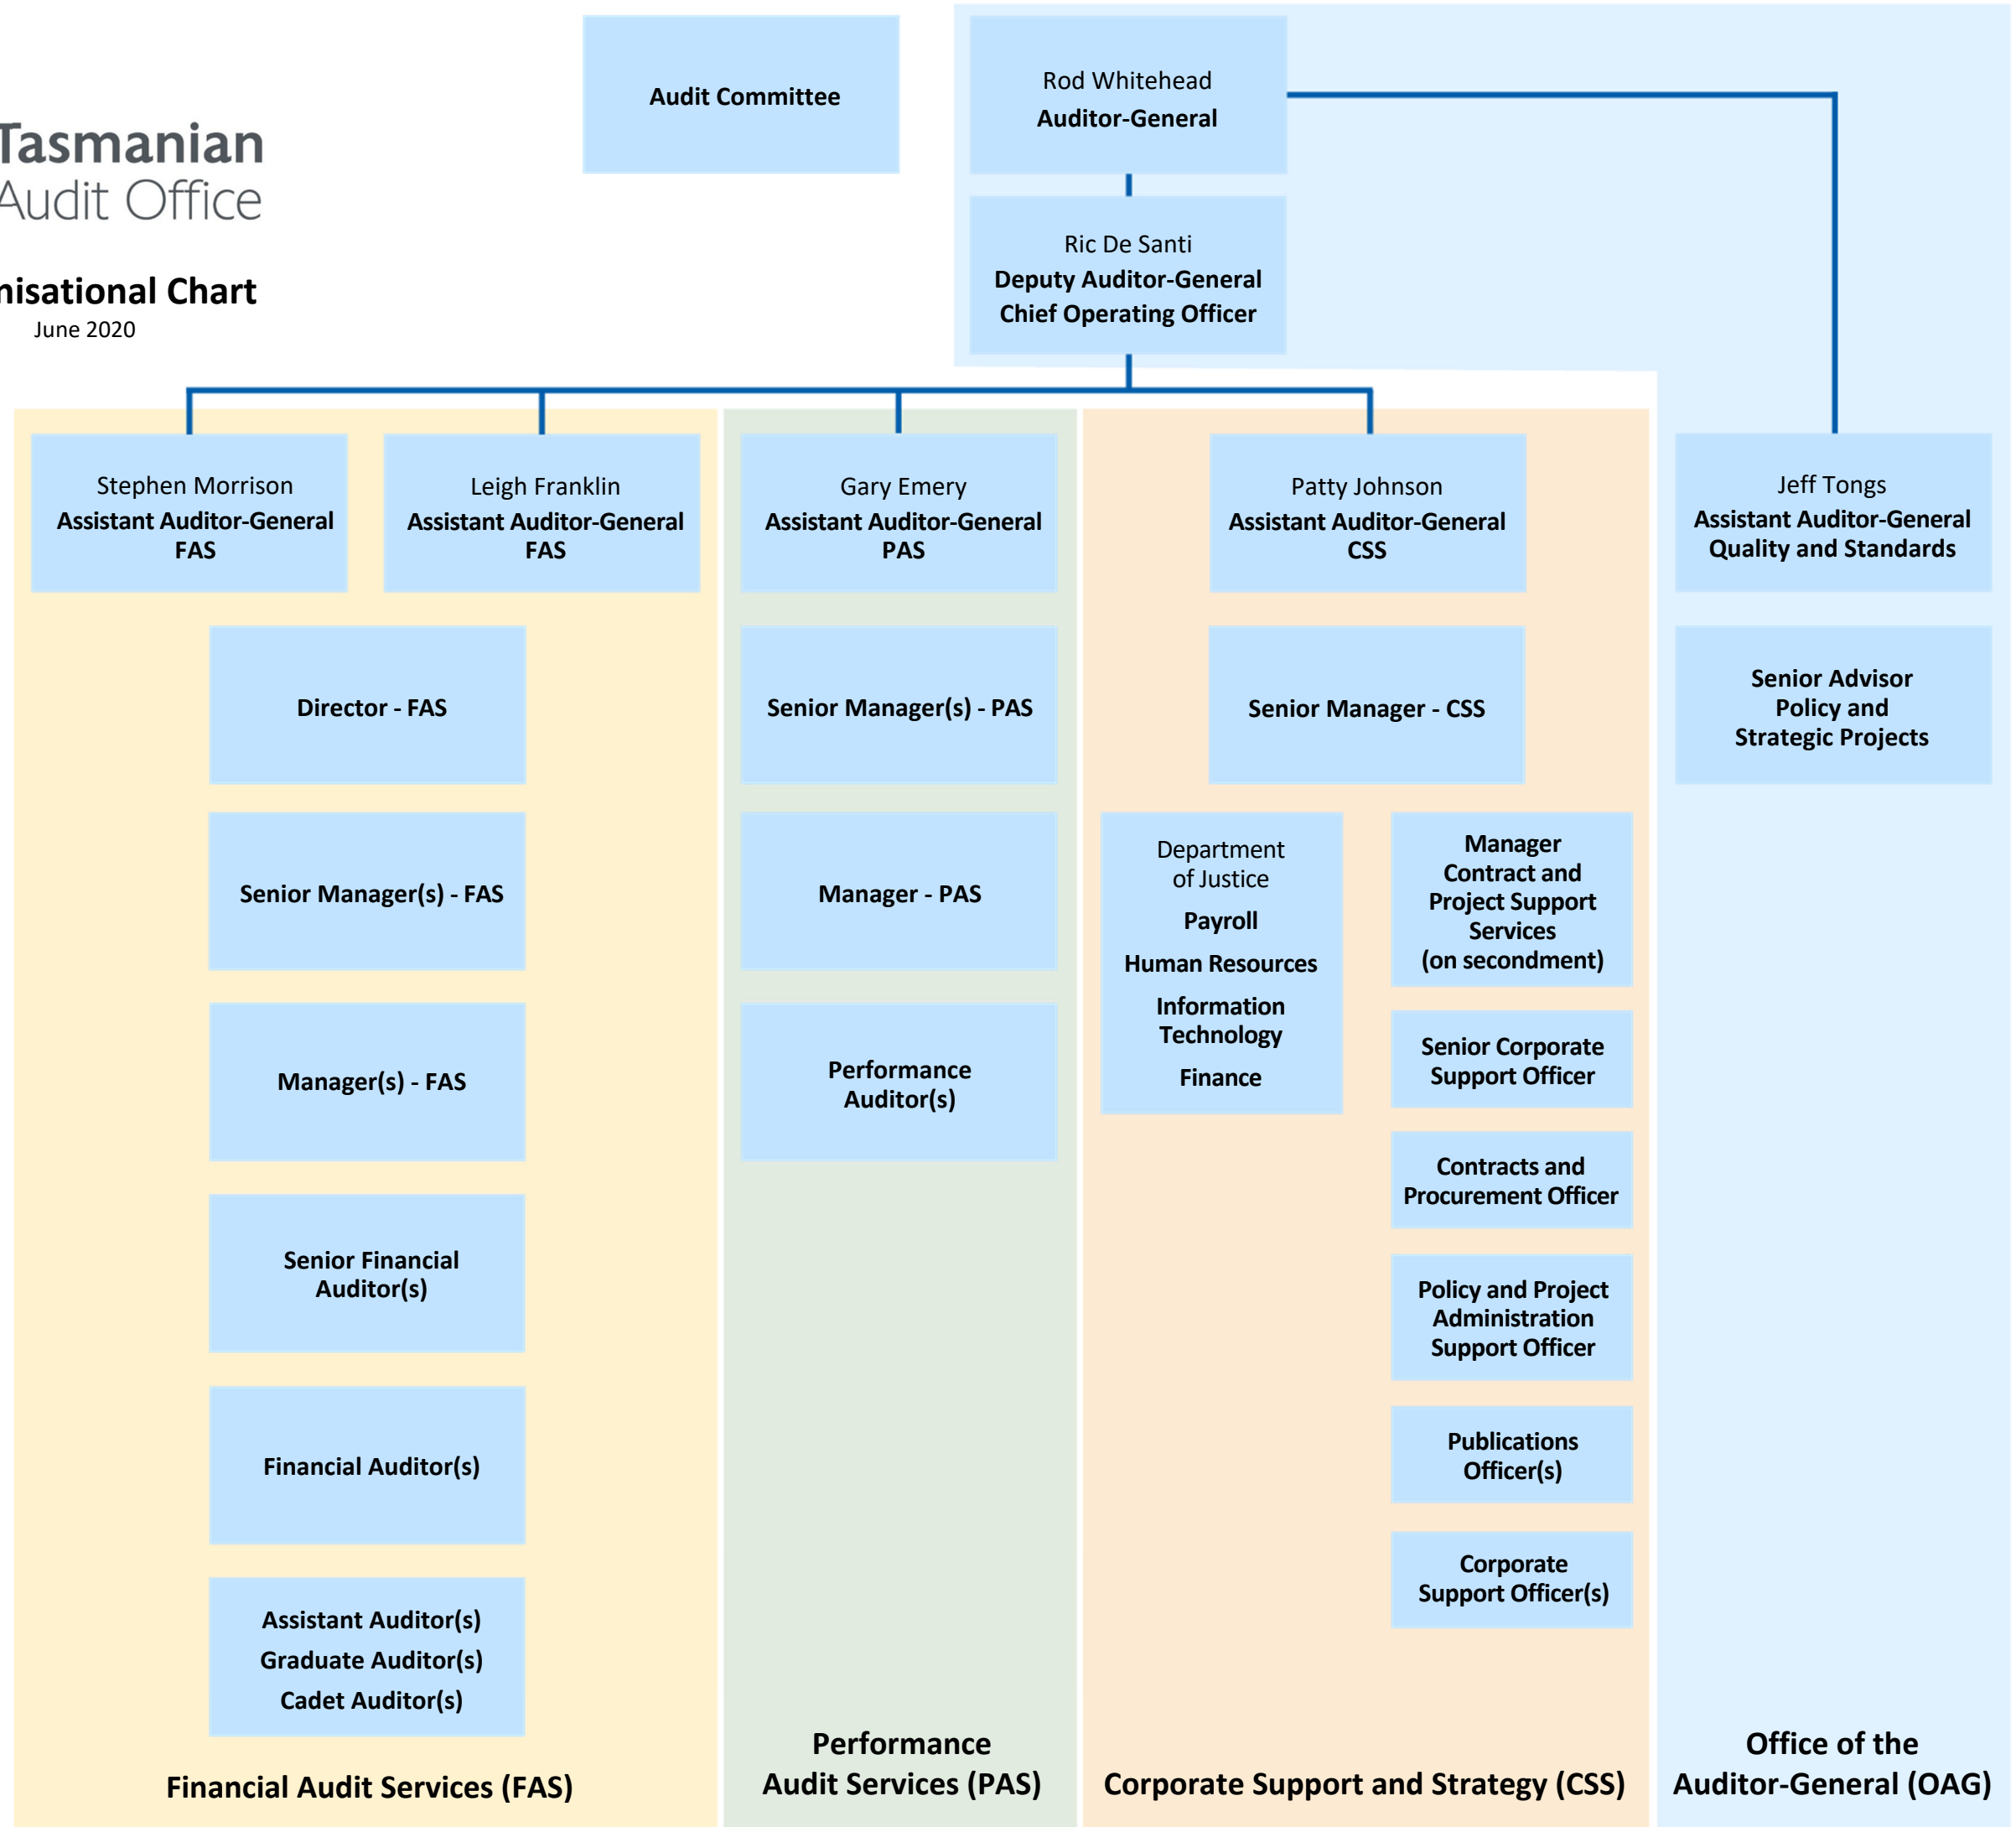 Tasmanian
Audit Office
nisational Chart
June 2020
Audit Committee
Rod Whitehead
Auditor-General
Ric De Santi
Deputy Auditor-General
Chief Operating Officer
Stephen Morrison
Assistant Auditor-General
FAS
Leigh Franklin
Assistant Auditor-General
FAS
Gary Emery
Assistant Auditor-General
PAS
Patty Johnson
Assistant Auditor-General
CSS
Jeff Tongs
Assistant Auditor-General
Quality and Standards
Director - FAS
Senior Manager(s) - FAS
Manager(s) - FAS
Senior Financial
Auditor(s)
Financial Auditor(s)
Assistant Auditor(s)
Graduate Auditor(s)
Cadet Auditor(s)
Financial Audit Services (FAS)
Senior Manager(s) - PAS
Manager - PAS
Performance
Auditor(s)
Performance
Audit Services (PAS)
Senior Manager - CSS
Department
of Justice
Payroll
Human Resources
Information
Technology
Finance
Manager
Contract and
Project Support
Services
(on secondment)
Senior Corporate
Support Officer
Contracts and
Procurement Officer
Policy and Project
Administration
Support Officer
Publications
Officer(s)
Corporate
Support Officer(s)
Corporate Support and Strategy (CSS)
Senior Advisor
Policy and
Strategic Projects
Office of the
Auditor-General (OAG)